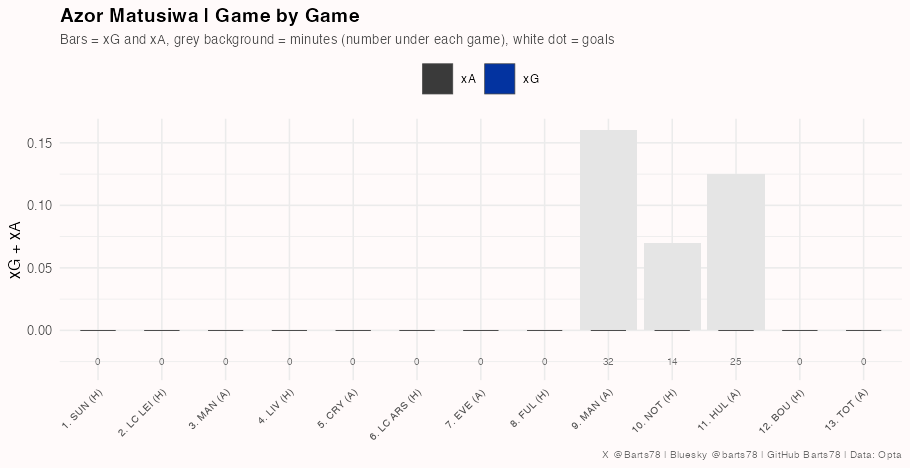 Azor Matusiwa | Game by Game
Bars = xG and xA, grey background = minutes (number under each game), white dot = goals
xA xG
xG + xA
0.15
0.10
0.05
0.00
0 0 0 0 0 0 0 0 32 14 25 0 0
1. SUN (H)
2. LC LEI (H)
3. MAN (A)
4. LIV (H)
5. CRY (A)
6. LC ARS (H)
7. EVE (A)
8. FUL (H)
9. MAN (A)
10. NOT (H)
11. HUL (A)
12. BOU (H)
13. TOT (A)
X @Barts78 | Bluesky @barts78 | GitHub Barts78 | Data: Opta